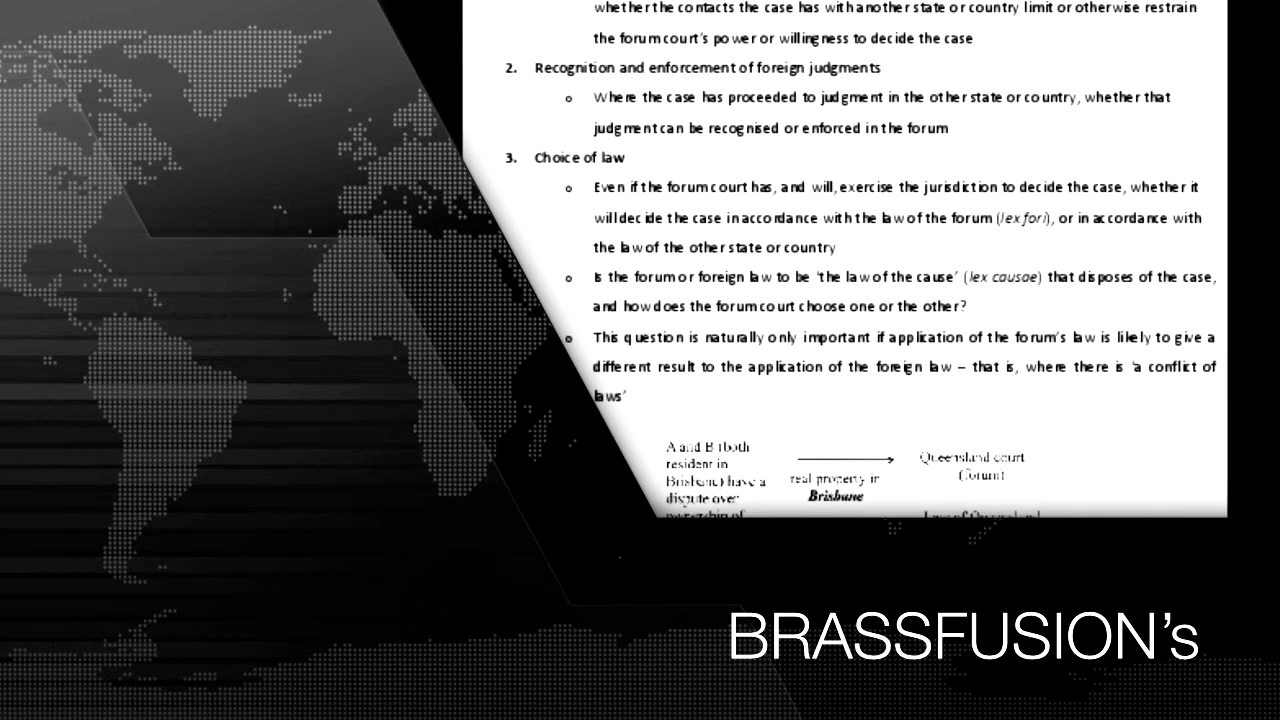 whether the contacts the case has with another state or country limit or otherwise restrain
the forum court's power or willingness to decide the case
2. Recognition and enforcement of foreign judgments
o Where the case has proceeded to judgment in the other state or country, whether that
judgment can be recognised or enforced in the forum
3. Choice of law
o Even if the forum court has, and will, exercise the jurisdiction to decide the case, whether it
will decide the case in accordance with the law of the forum (lex fori), or in accordance with
the law of the other state or country
o Is the forum or foreign law to be 'the law of the cause' (lex causae) that disposes of the case,
and how does the forum court choose one or the other?
o This question is naturally only important if application of the forum's law is likely to give a
different result to the application of the foreign law – that is, where there is 'a conflict of
laws'
A and B (both
resident in
Brisbane) have a
dispute over
ownership of
real property in
Brisbane
Queensland court
(forum)
Law of Queensland
BRASSFUSION's